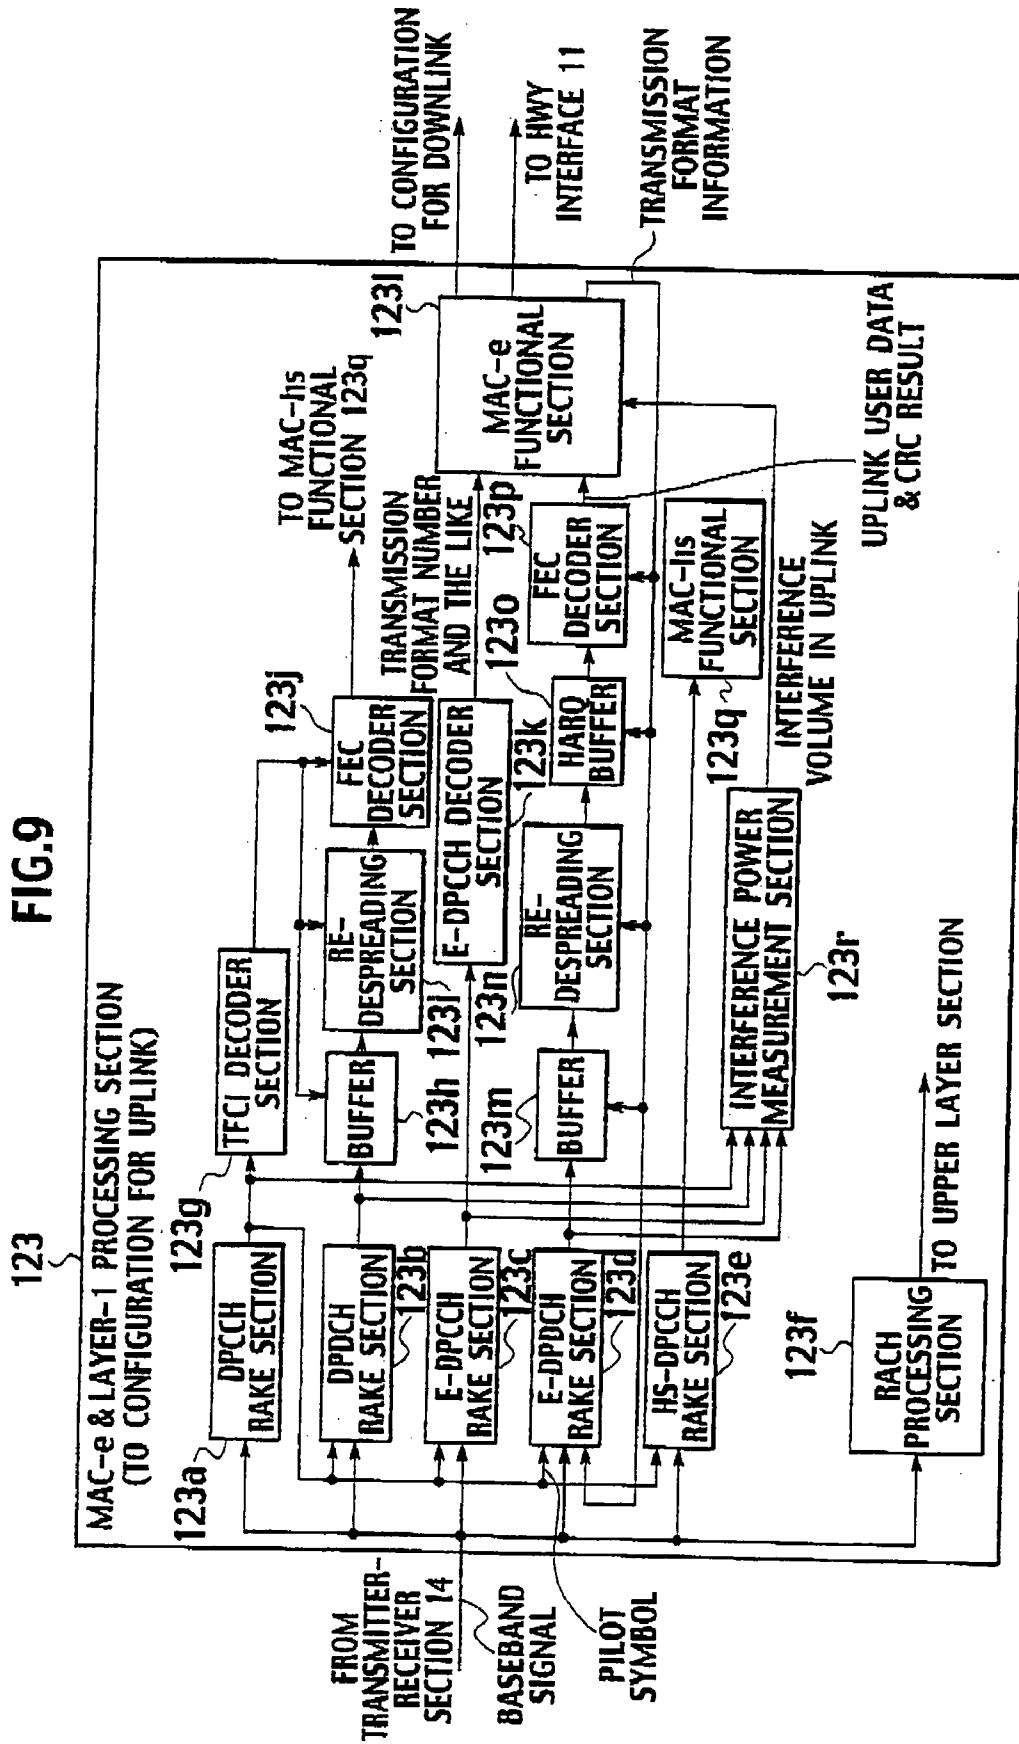 FIG.9
123
MAC-e & LAYER-1 PROCESSING SECTION
(TO CONFIGURATION FOR UPLINK)
FROM
TRANSMITTER-
RECEIVER
SECTION 14
BASEBAND
SIGNAL
PILOT
SYMBOL
123a
DPCCH
RAKE SECTION
DPDCH
RAKE SECTION
123b
E-DPCCH
RAKE SECTION
123c
E-DPDCH
RAKE SECTION
123d
HS-DPCCH
RAKE SECTION
123e
123f
RACH
PROCESSING
SECTION
TO UPPER LAYER SECTION
123g
TFCI DECODER
SECTION
BUFFER
123h
RE-
DESPREADING
SECTION
123i
FEC
DECODER
SECTION
123j
TO MAC-hs
FUNCTIONAL
SECTION 123q
E-DPCCH DECODER
SECTION
123k
TRANSMISSION
FORMAT NUMBER
AND THE LIKE
123m
BUFFER
123n
RE-
DESPREADING
SECTION
HARQ
BUFFER
123o
FEC
DECODER
SECTION
123p
MAC-e
FUNCTIONAL
SECTION
123l
TO CONFIGURATION
FOR DOWNLINK
TO HWY
INTERFACE 11
TRANSMISSION
FORMAT
INFORMATION
UPLINK USER DATA
& CRC RESULT
MAC-hs
FUNCTIONAL
SECTION
123q
INTERFERENCE POWER
MEASUREMENT SECTION
123r
INTERFERENCE
VOLUME IN UPLINK